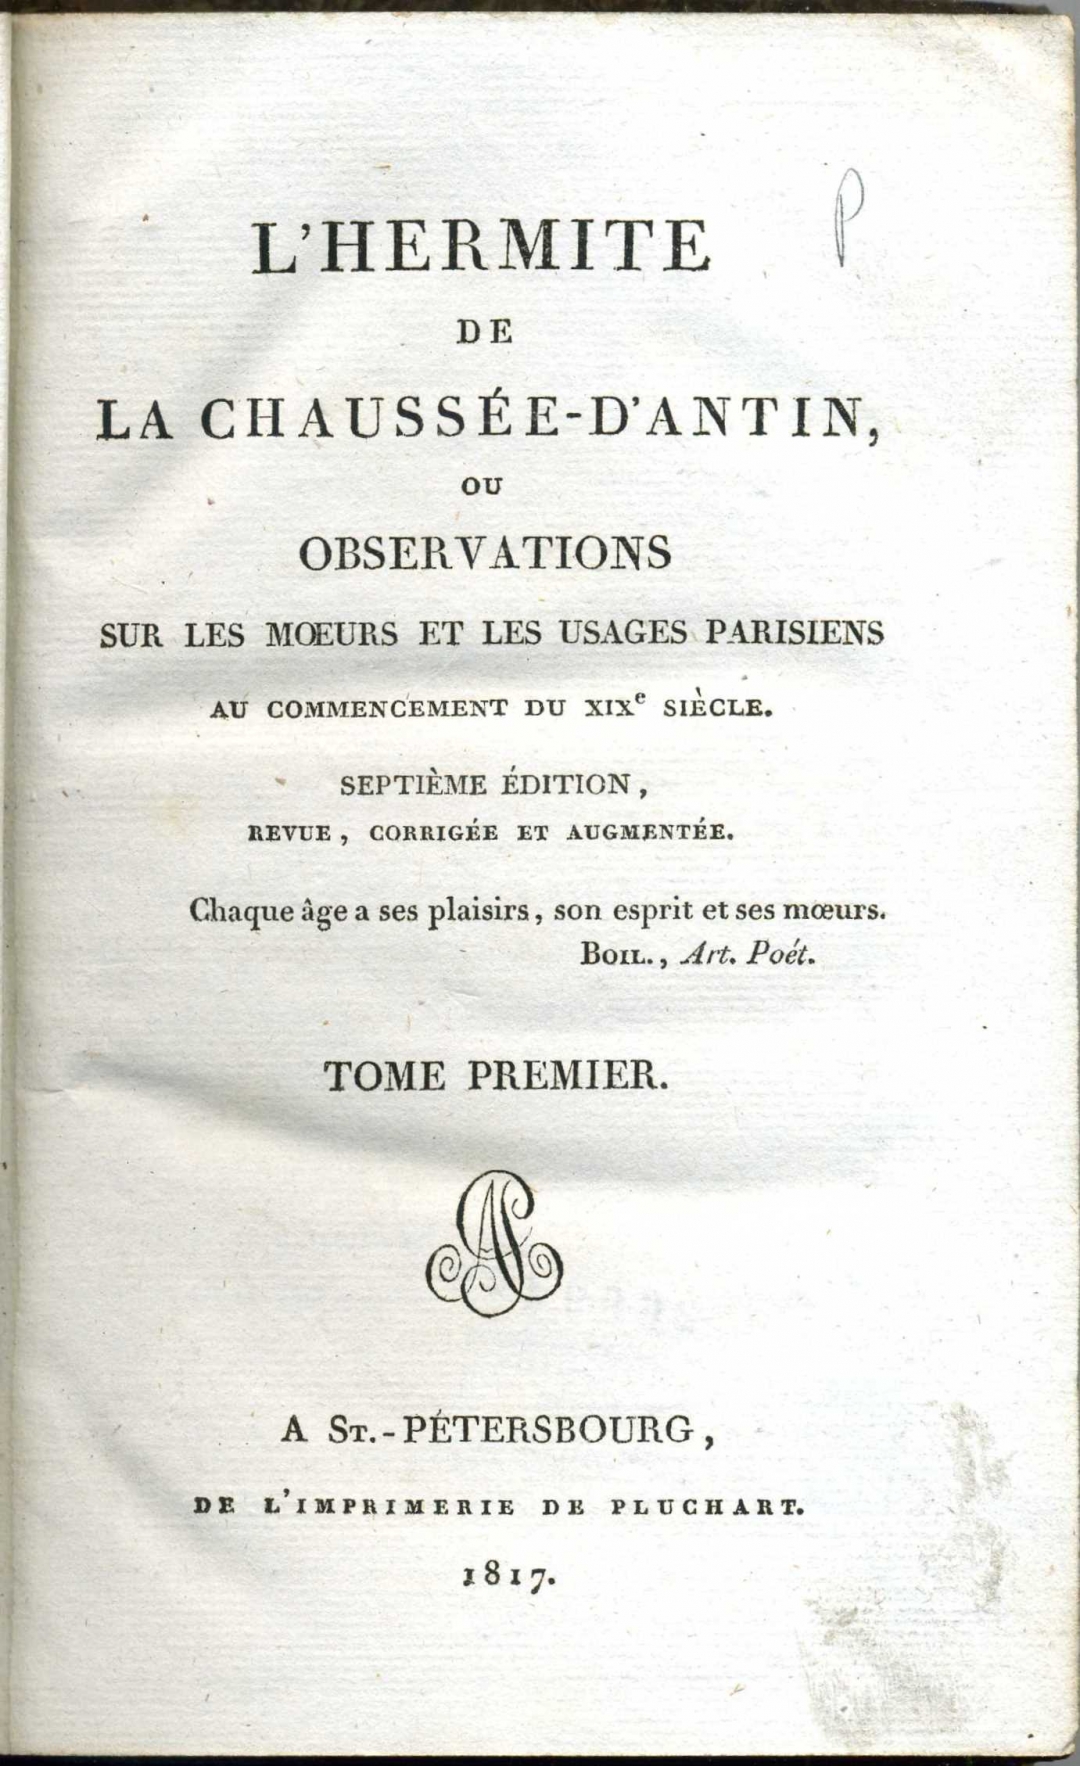 P
L'HERMITE
DE
LA CHAUSSÉE-D'ANTIN,
OU
OBSERVATIONS
SUR LES MŒURS ET LES USAGES PARISIENS
AU COMMENCEMENT DU XIXe SIÈCLE.
SEPTIÈME ÉDITION,
REVUE, CORRIGÉE ET AUGMENTÉE.
Chaque âge a ses plaisirs, son esprit et ses mœurs.
BOIL., Art. Poét.
TOME PREMIER.
A ST.-PÉTERSBOURG,
DE L'IMPRIMERIE DE PLUCHART.
1817.